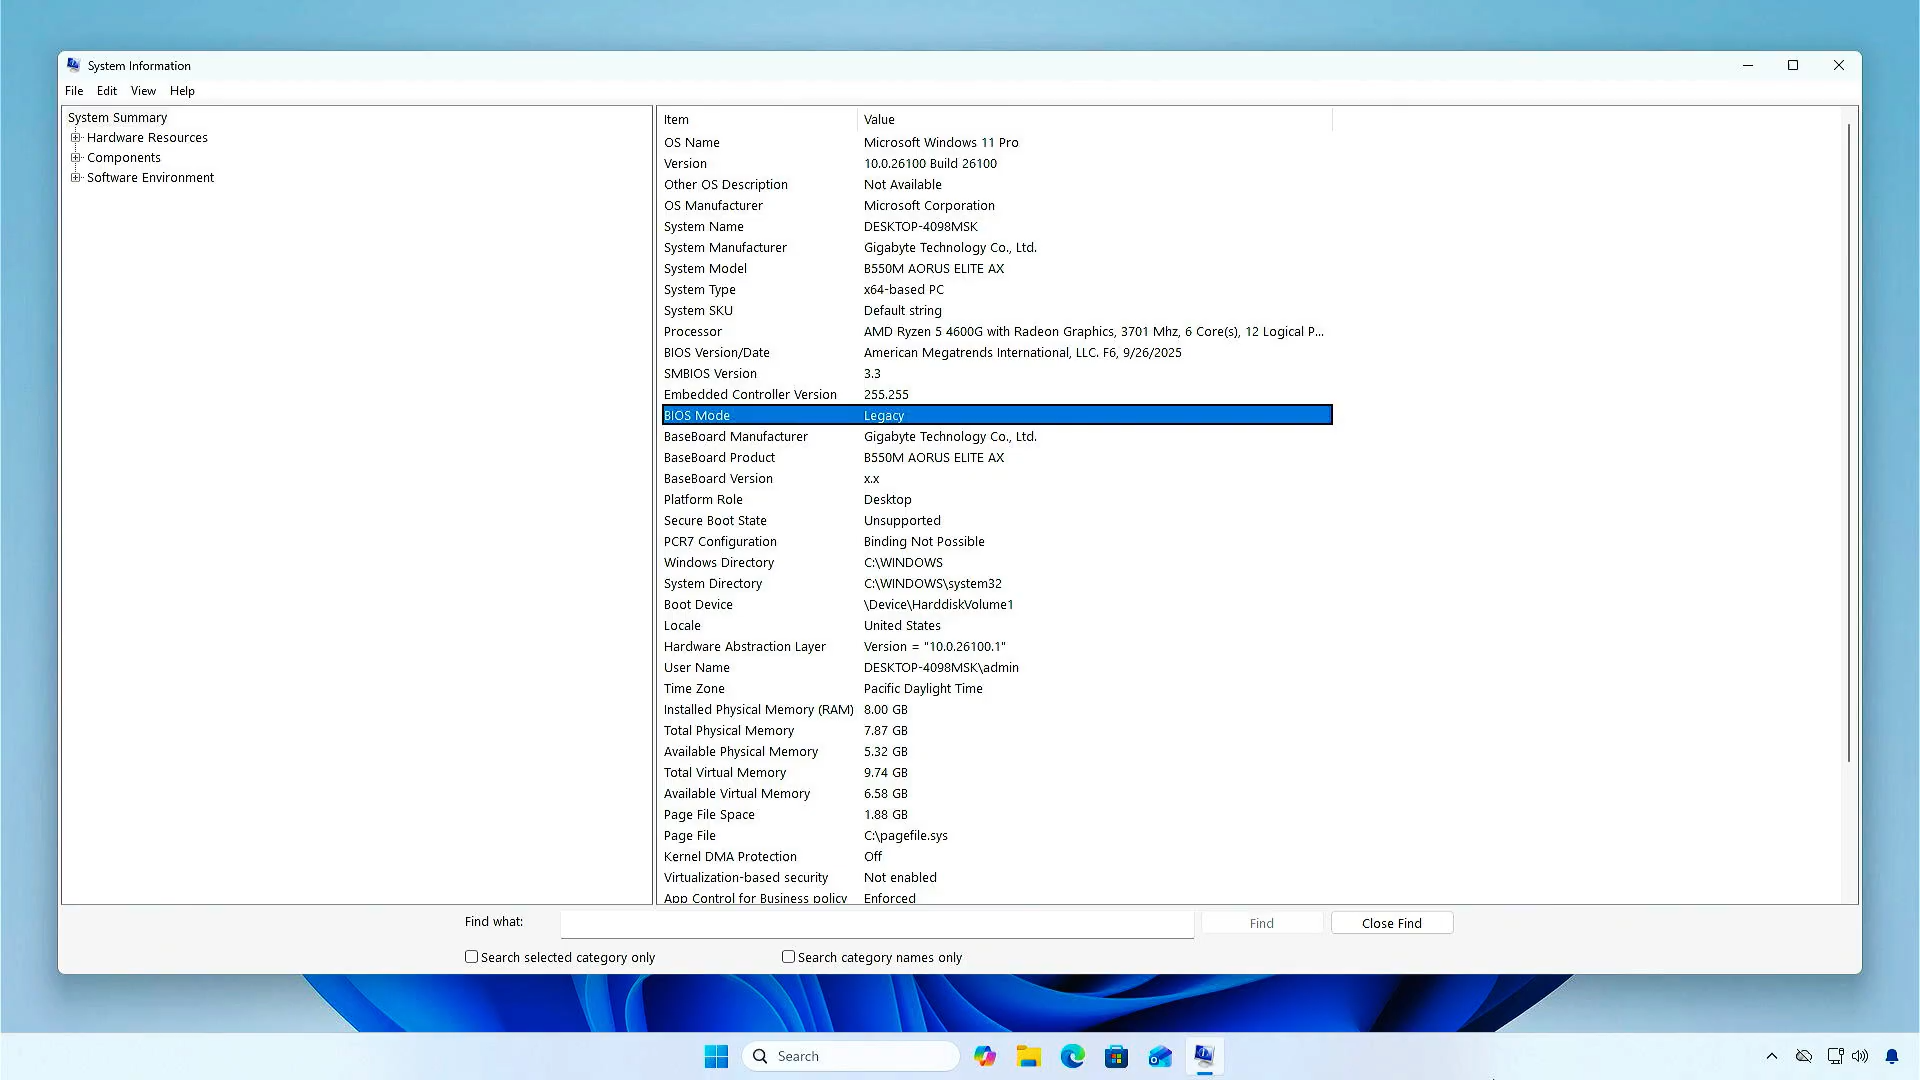 System Information
File Edit View Help
System Summary
Hardware Resources
Components
Software Environment
Item Value
OS Name Microsoft Windows 11 Pro
Version 10.0.26100 Build 26100
Other OS Description Not Available
OS Manufacturer Microsoft Corporation
System Name DESKTOP-4098MSK
System Manufacturer Gigabyte Technology Co., Ltd.
System Model B550M AORUS ELITE AX
System Type x64-based PC
System SKU Default string
Processor AMD Ryzen 5 4600G with Radeon Graphics, 3701 Mhz, 6 Core(s), 12 Logical P...
BIOS Version/Date American Megatrends International, LLC. F6, 9/26/2025
SMBIOS Version 3.3
Embedded Controller Version 255.255
BIOS Mode Legacy
BaseBoard Manufacturer Gigabyte Technology Co., Ltd.
BaseBoard Product B550M AORUS ELITE AX
BaseBoard Version x.x
Platform Role Desktop
Secure Boot State Unsupported
PCR7 Configuration Binding Not Possible
Windows Directory C:\WINDOWS
System Directory C:\WINDOWS\system32
Boot Device \Device\HarddiskVolume1
Locale United States
Hardware Abstraction Layer Version = "10.0.26100.1"
User Name DESKTOP-4098MSK\admin
Time Zone Pacific Daylight Time
Installed Physical Memory (RAM) 8.00 GB
Total Physical Memory 7.87 GB
Available Physical Memory 5.32 GB
Total Virtual Memory 9.74 GB
Available Virtual Memory 6.58 GB
Page File Space 1.88 GB
Page File C:\pagefile.sys
Kernel DMA Protection Off
Virtualization-based security Not enabled
App Control for Business policy Enforced
Find what: Find Close Find
Search selected category only Search category names only
Search